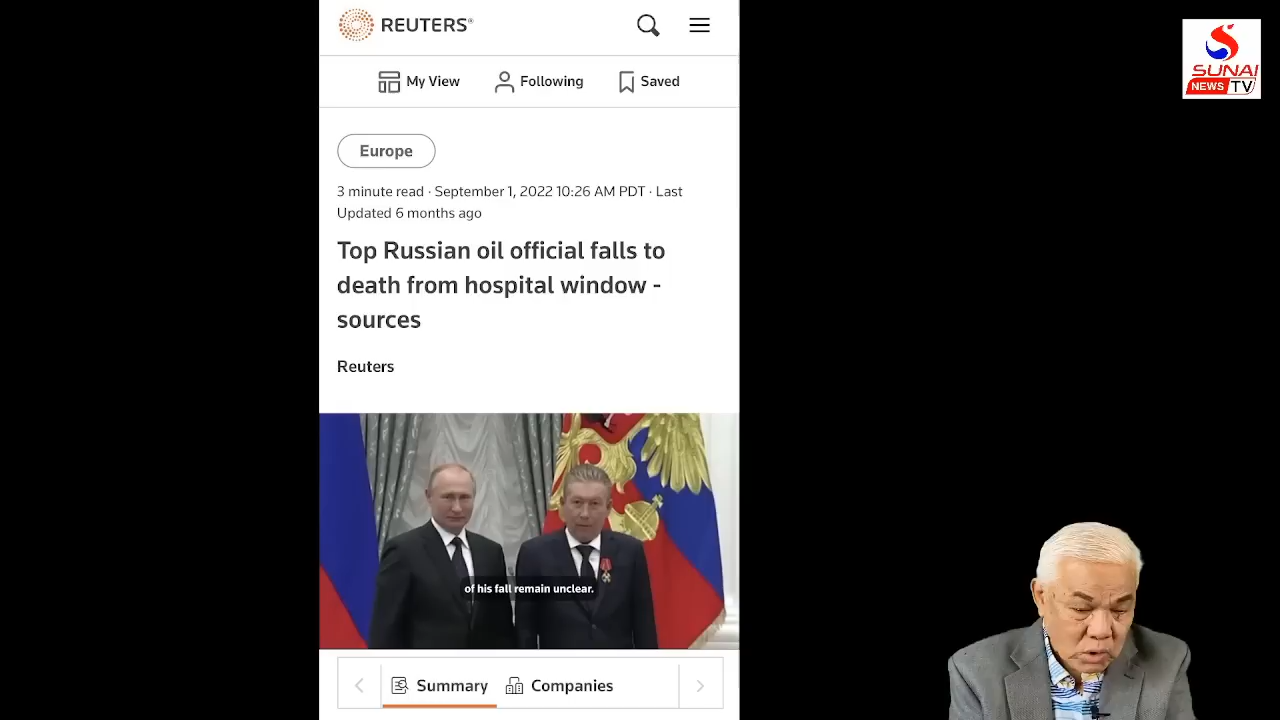 REUTERS®
SUNAI
NEWS TV
My View
Following
Saved
Europe
3 minute read · September 1, 2022 10:26 AM PDT · Last
Updated 6 months ago
Top Russian oil official falls to
death from hospital window -
sources
Reuters
of his fall remain unclear.
Summary
Companies